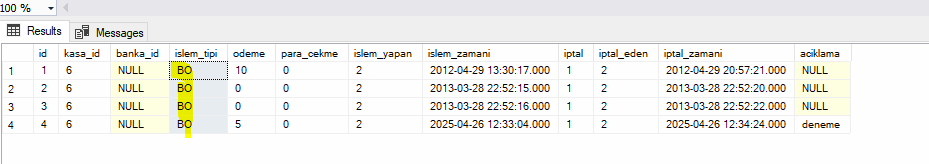 100 %
Results Messages
id kasa_id banka_id islem_tipi odeme para_cekme islem_yapan islem_zamani iptal iptal_eden iptal_zamani aciklama
1 1 6 NULL BO 10 0 2 2012-04-29 13:30:17.000 1 2 2012-04-29 20:57:21.000 NULL
2 2 6 NULL BO 0 0 2 2013-03-28 22:52:15.000 1 2 2013-03-28 22:52:20.000 NULL
3 3 6 NULL BO 0 0 2 2013-03-28 22:52:16.000 1 2 2013-03-28 22:52:22.000 NULL
4 4 6 NULL BO 5 0 2 2025-04-26 12:33:04.000 1 2 2025-04-26 12:34:24.000 deneme